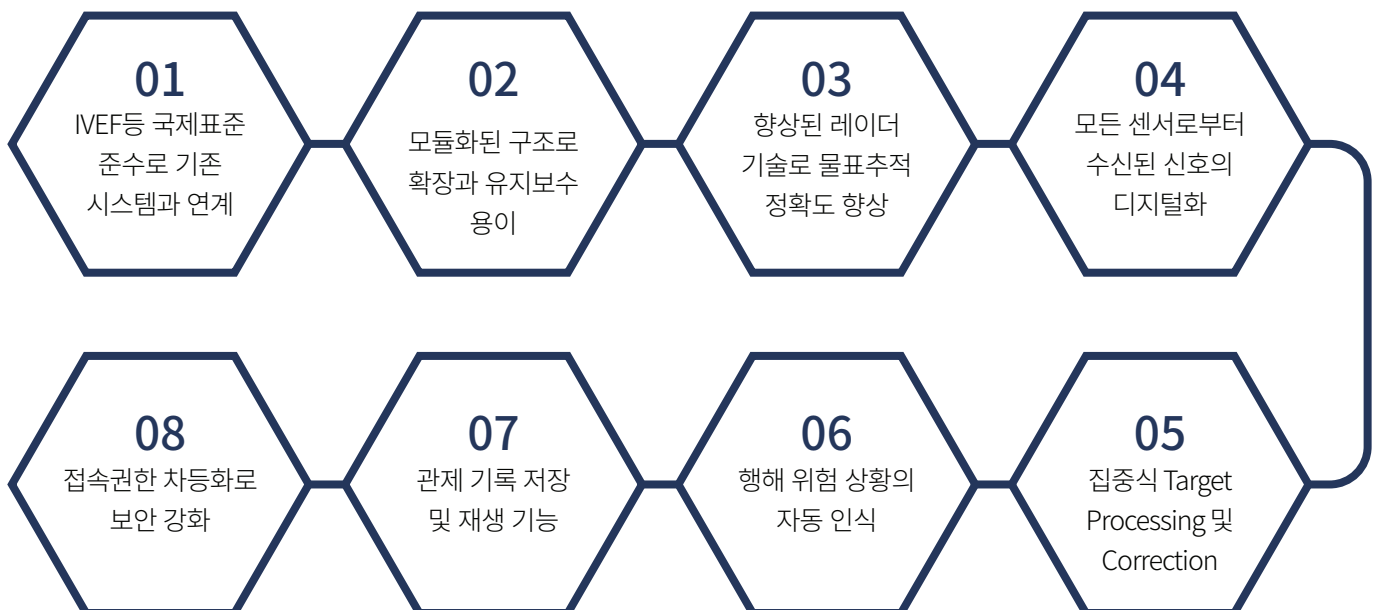 01
IVEF등 국제표준
준수로 기존
시스템과 연계
02
모듈화된 구조로
확장과 유지보수
용이
03
향상된 레이더
기술로 물표추적
정확도 향상
04
모든 센서로부터
수신된 신호의
디지털화
05
집중식 Target
Processing 및
Correction
06
행해 위험 상황의
자동 인식
07
관제 기록 저장
및 재생 기능
08
접속권한 차등화로
보안 강화